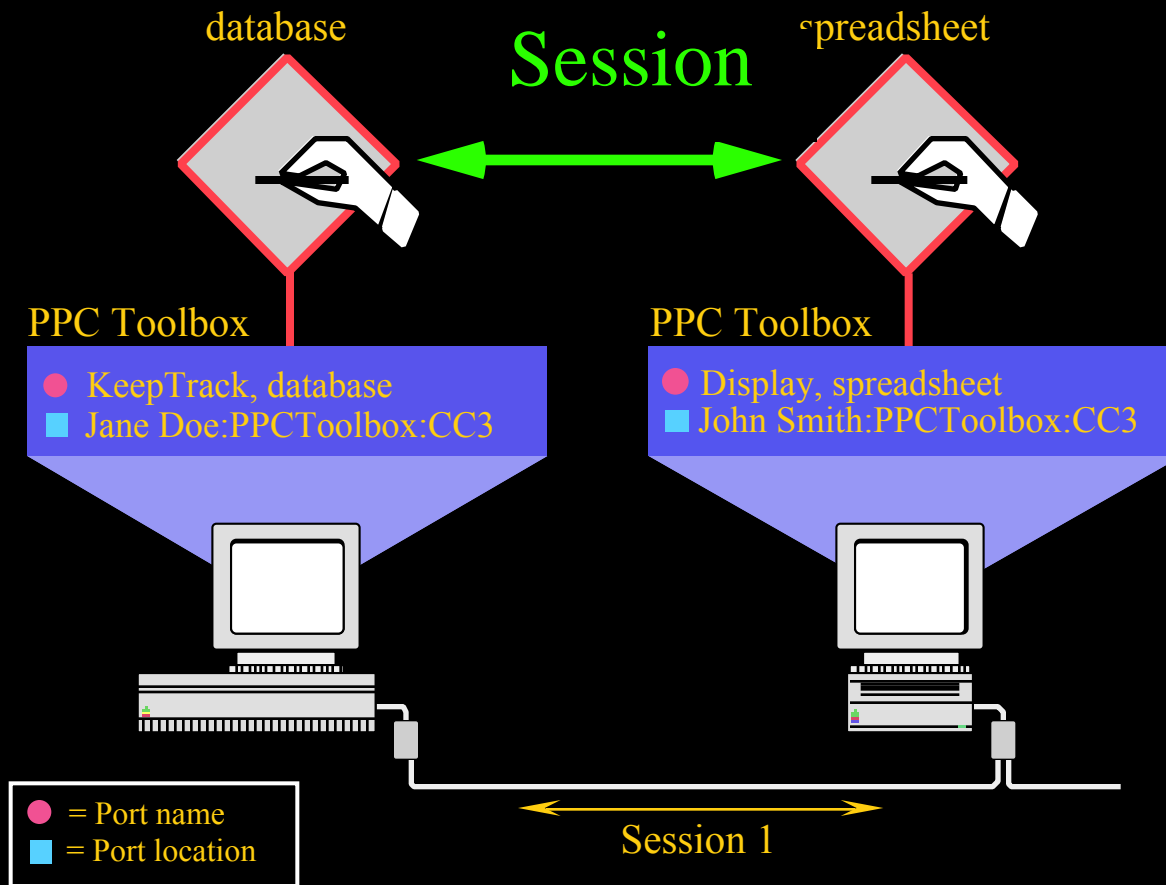 database
Session
spreadsheet
PPC Toolbox
KeepTrack, database
Jane Doe:PPCToolbox:CC3
PPC Toolbox
Display, spreadsheet
John Smith:PPCToolbox:CC3
= Port name
= Port location
Session 1